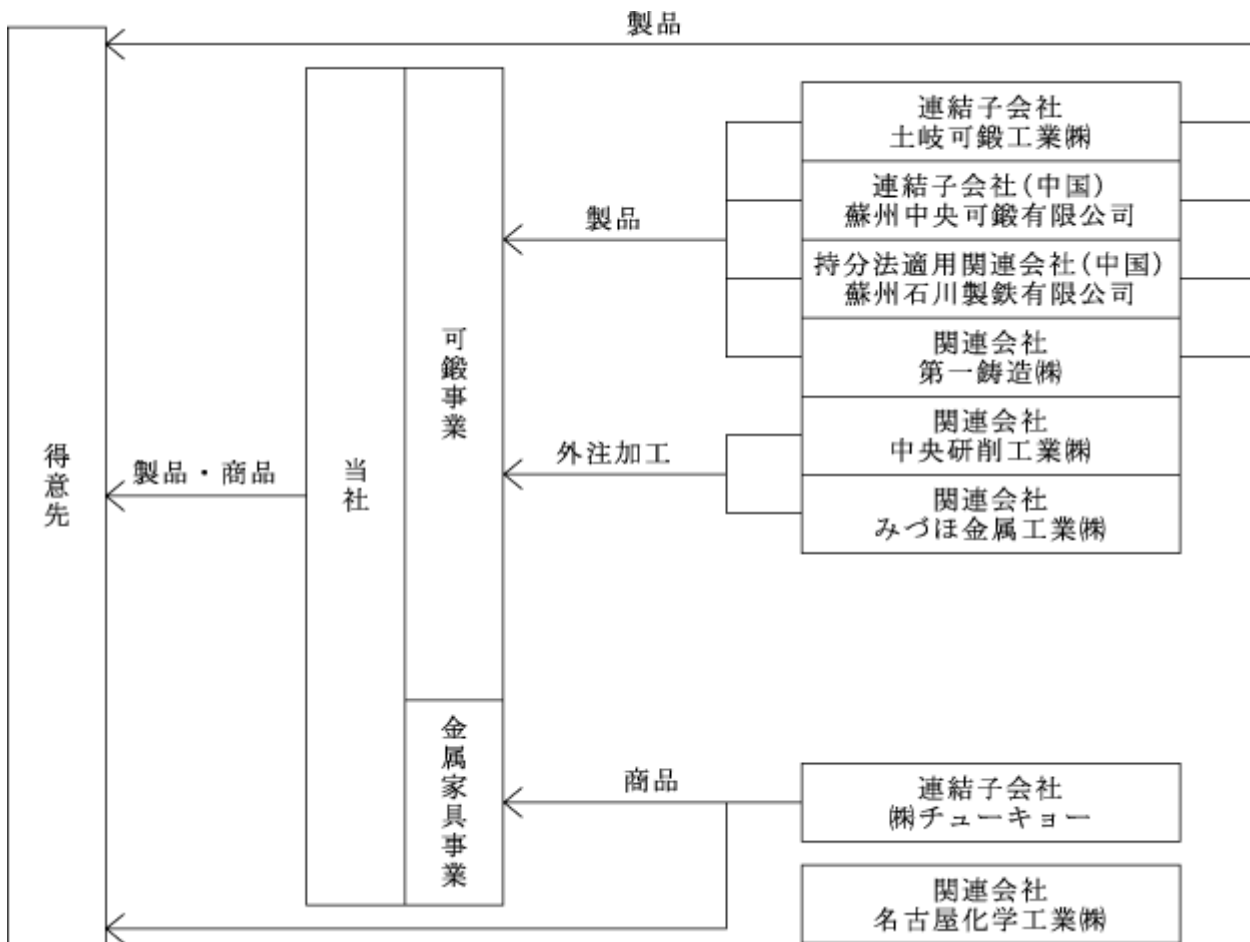 製品
連結子会社
土岐可鍛工業㈱
連結子会社(中国)
蘇州中央可鍛有限公司
製品
持分法適用関連会社(中国)
蘇州石川製鉄有限公司
可鍛事業
関連会社
第一鋳造㈱
関連会社
中央研削工業㈱
外注加工
得意先
製品・商品
当社
関連会社
みづほ金属工業㈱
金属家具事業
商品
連結子会社
㈱チューキョー
関連会社
名古屋化学工業㈱